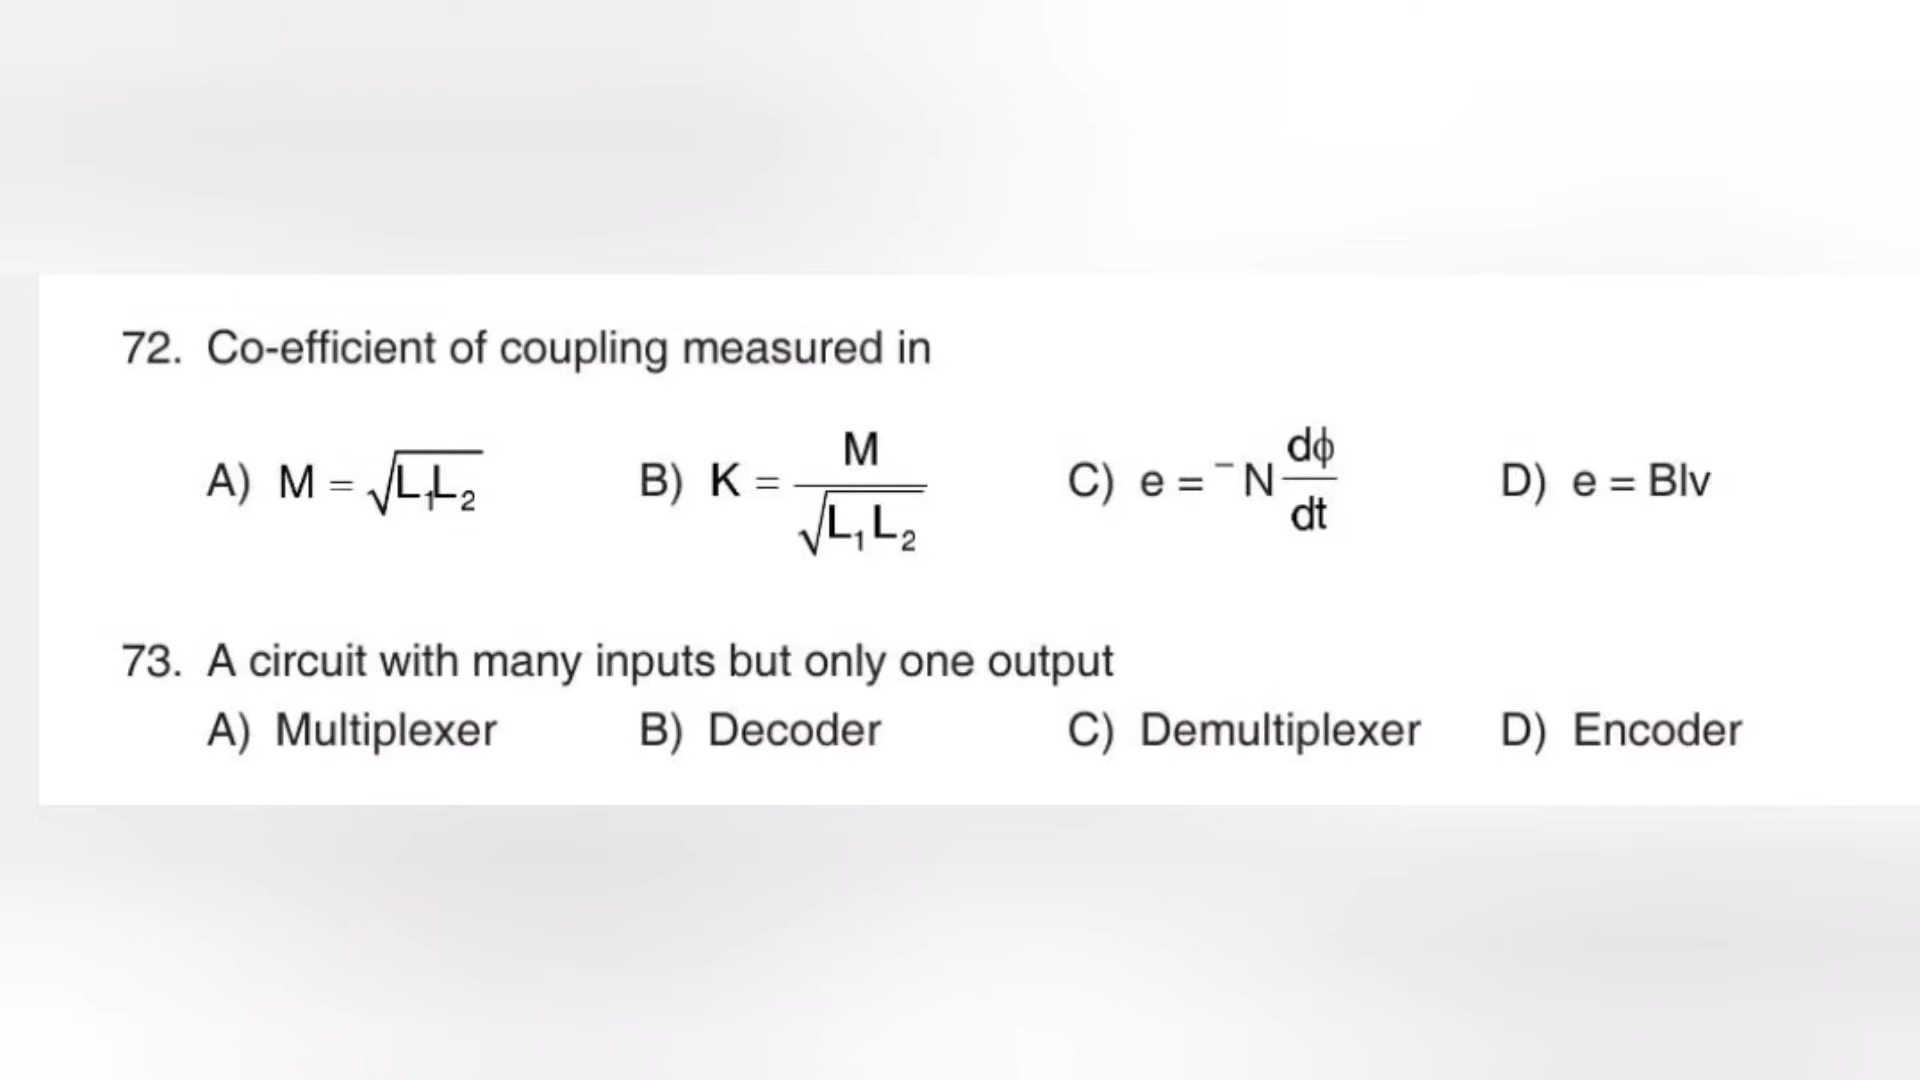 72. Co-efficient of coupling measured in
A) M = √L₁L₂ B) K = M/√L₁L₂ C) e = ⁻N dϕ/dt D) e = Blv
73. A circuit with many inputs but only one output
A) Multiplexer B) Decoder C) Demultiplexer D) Encoder